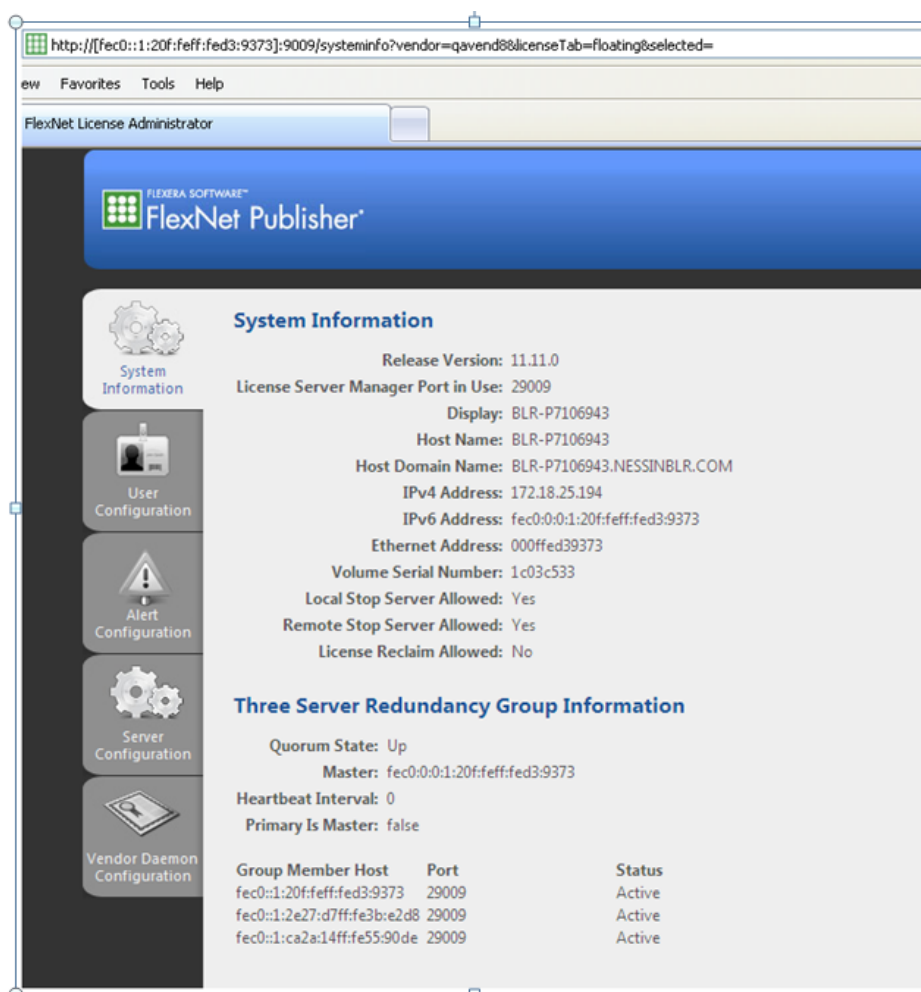 http://[fec0::1:20f:feff:fed3:9373]:9009/systeminfo?vendor=qavend8&licenseTab=floating&selected=
ew Favorites Tools Help
FlexNet License Administrator
FLEXERA SOFTWARE™
FlexNet Publisher
System Information
System
Information
Release Version: 11.11.0
License Server Manager Port in Use: 29009
Display: BLR-P7106943
Host Name: BLR-P7106943
Host Domain Name: BLR-P7106943.NESSINBLR.COM
IPv4 Address: 172.18.25.194
IPv6 Address: fec0:0:0:1:20f:feff:fed3:9373
Ethernet Address: 000ffed39373
Volume Serial Number: 1c03c533
Local Stop Server Allowed: Yes
Remote Stop Server Allowed: Yes
License Reclaim Allowed: No
User
Configuration
Alert
Configuration
Server
Configuration
Vendor Daemon
Configuration
Three Server Redundancy Group Information
Quorum State: Up
Master: fec0:0:0:1:20f:feff:fed3:9373
Heartbeat Interval: 0
Primary Is Master: false
Group Member Host Port Status
fec0::1:20f:feff:fed3:9373 29009 Active
fec0::1:2e27:d7ff:fe3b:e2d8 29009 Active
fec0::1:ca2a:14ff:fe55:90de 29009 Active